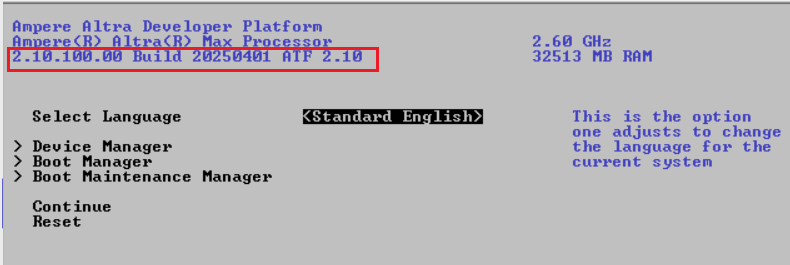 Ampere Altra Developer Platform
Ampere(R) Altra(R) Max Processor 2.60 GHz
2.10.100.00 Build 20250401 ATF 2.10 32513 MB RAM
Select Language <Standard English> This is the option
one adjusts to change
> Device Manager the language for the
> Boot Manager current system
> Boot Maintenance Manager
Continue
Reset